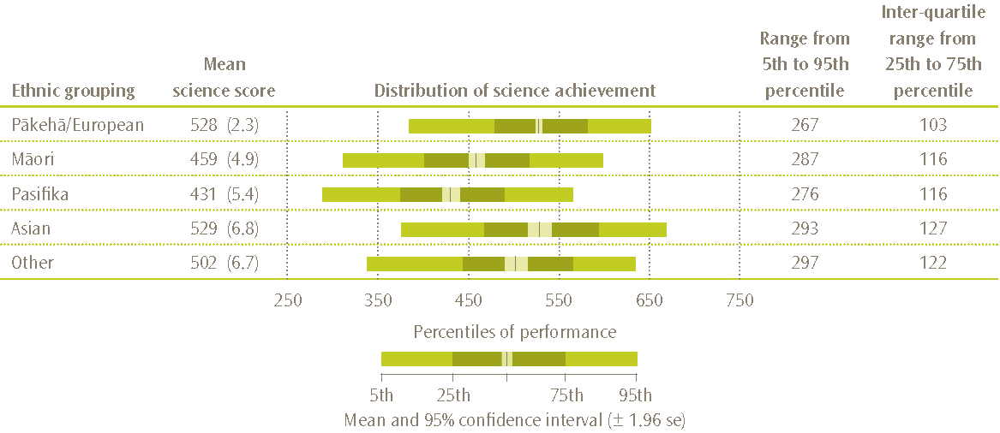 Inter-quartile
Range from range from
Mean 5th to 95th 25th to 75th
Ethnic grouping science score Distribution of science achievement percentile percentile
Pākehā/European 528 (2.3) 267 103
Māori 459 (4.9) 287 116
Pasifika 431 (5.4) 276 116
Asian 529 (6.8) 293 127
Other 502 (6.7) 297 122
250 350 450 550 650 750
Percentiles of performance
5th 25th 75th 95th
Mean and 95% confidence interval (± 1.96 se)